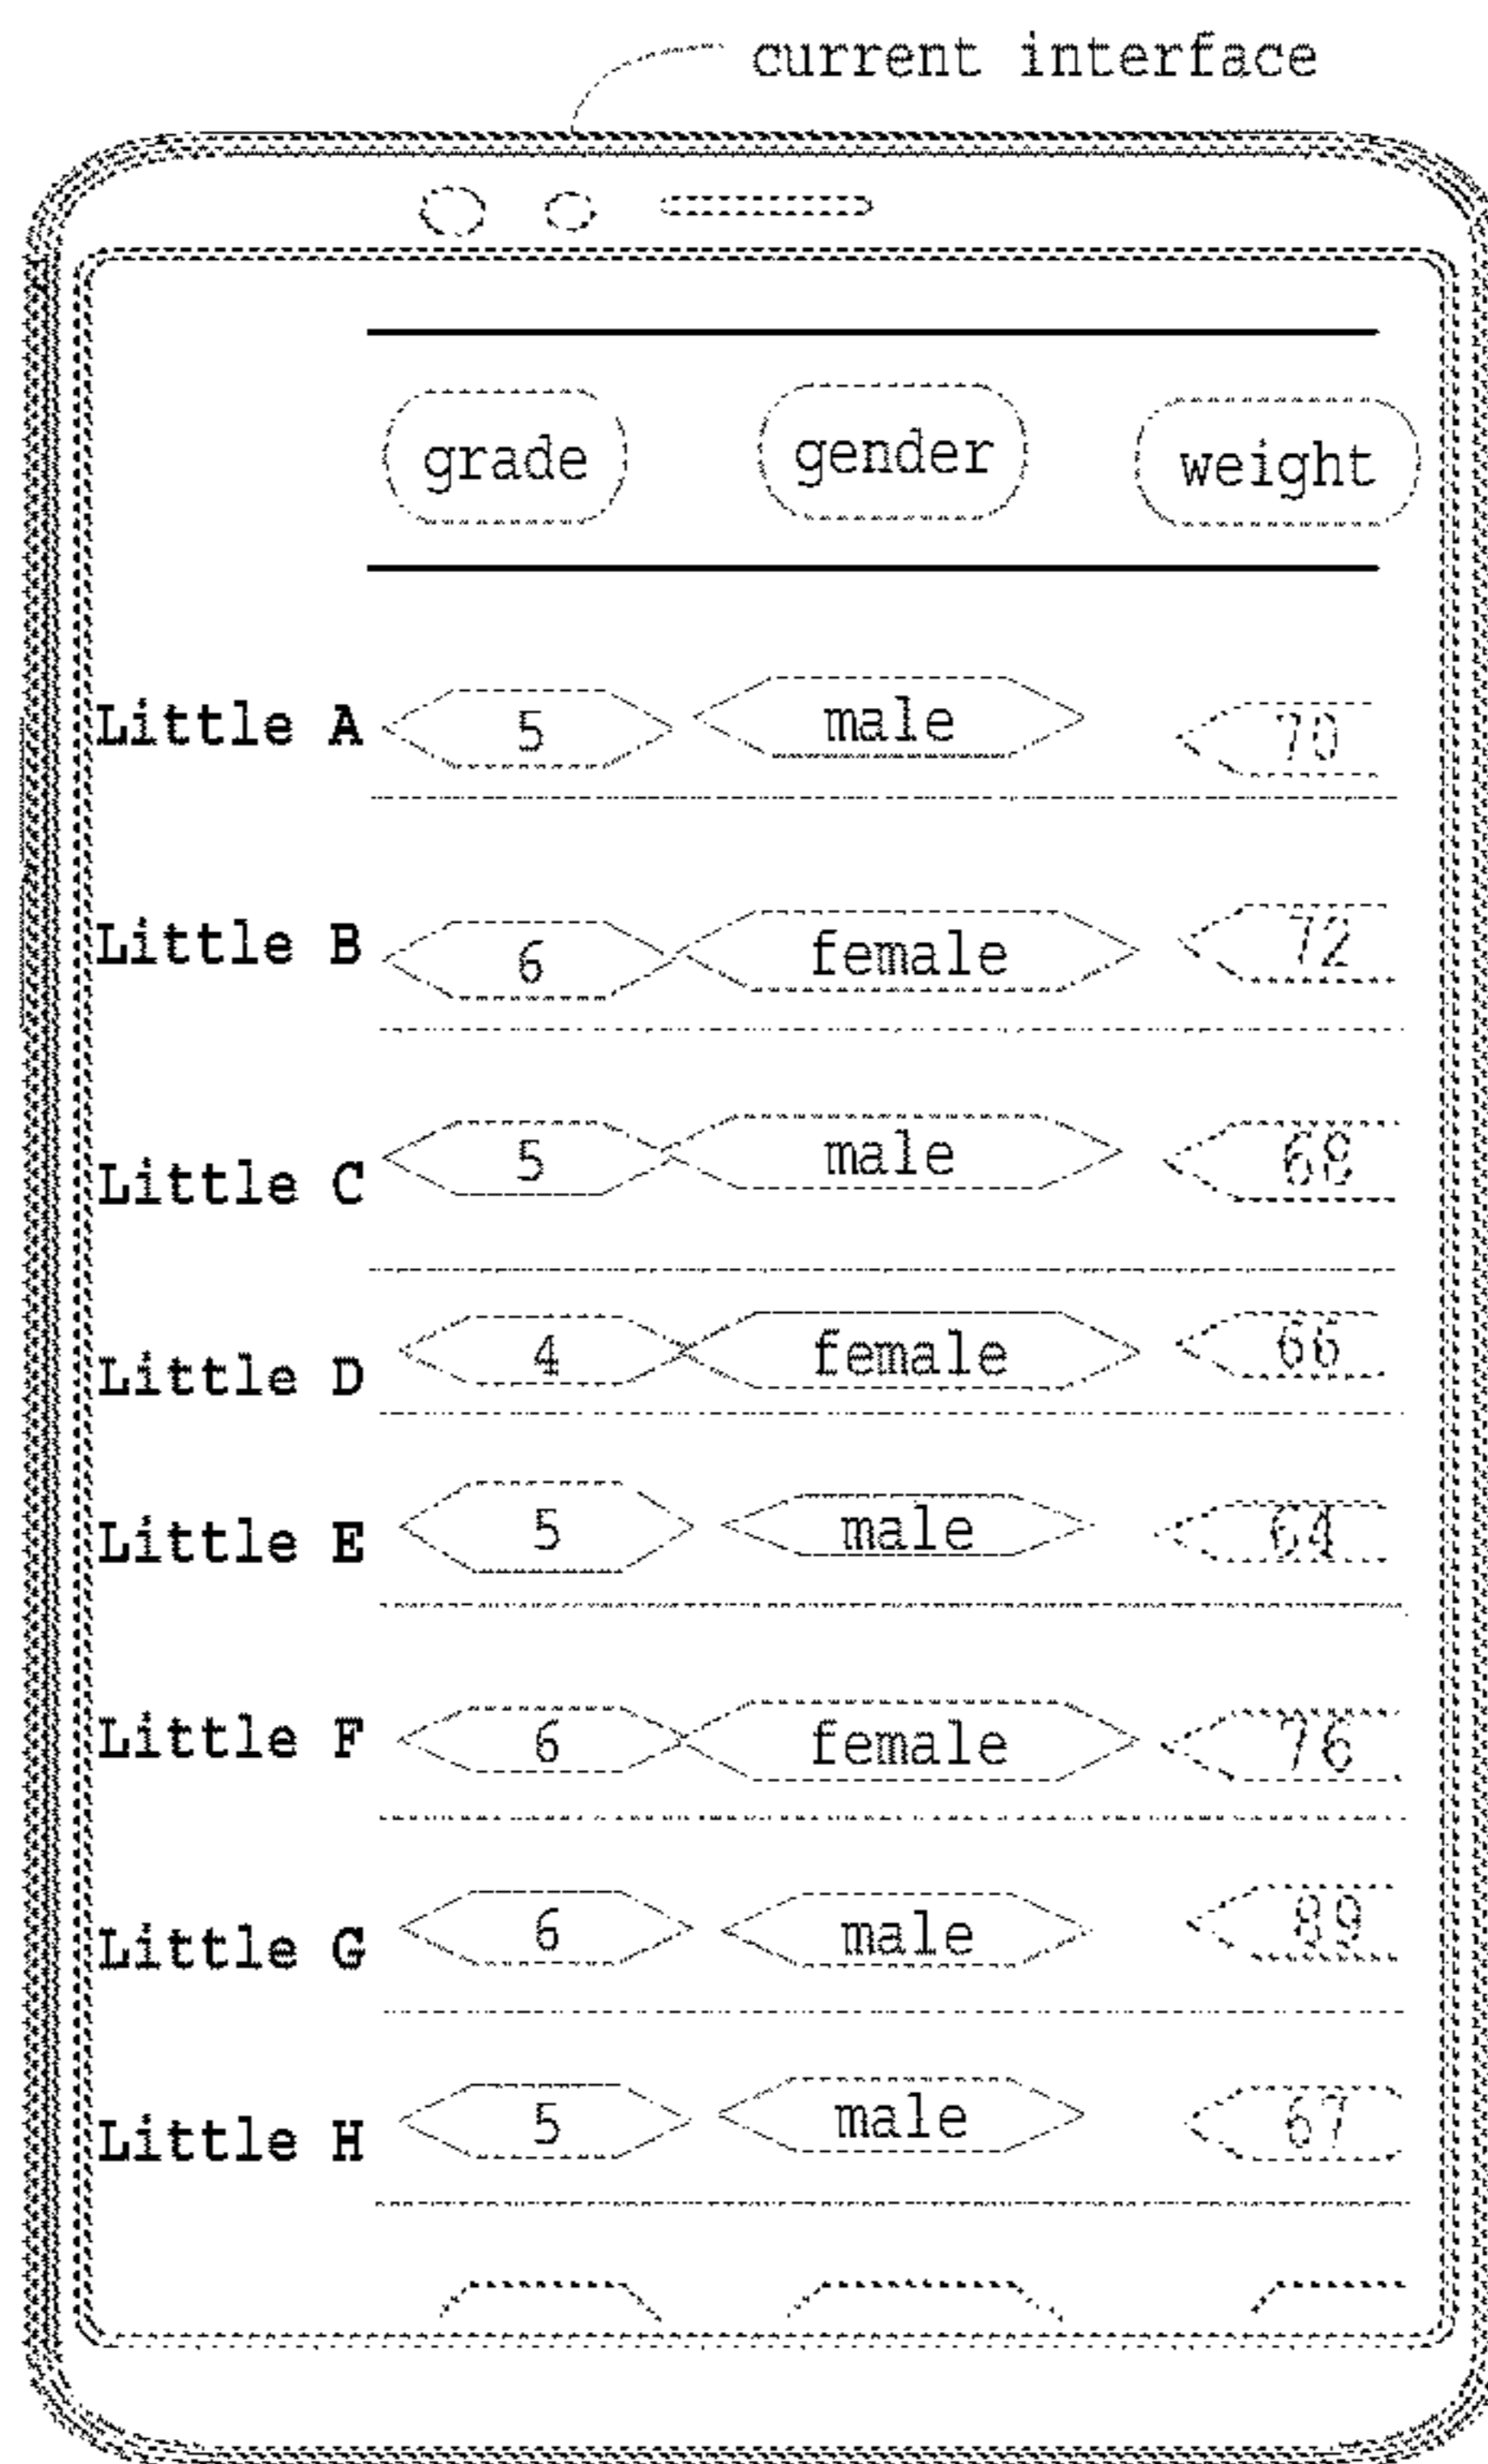 current interface
grade gender weight
Little A 5 male 70
Little B 6 female 72
Little C 5 male
Little D 4 female 66
Little E 5 male 64
Little F 6 female 76
Little G 6 male 89
Little H 5 male 67